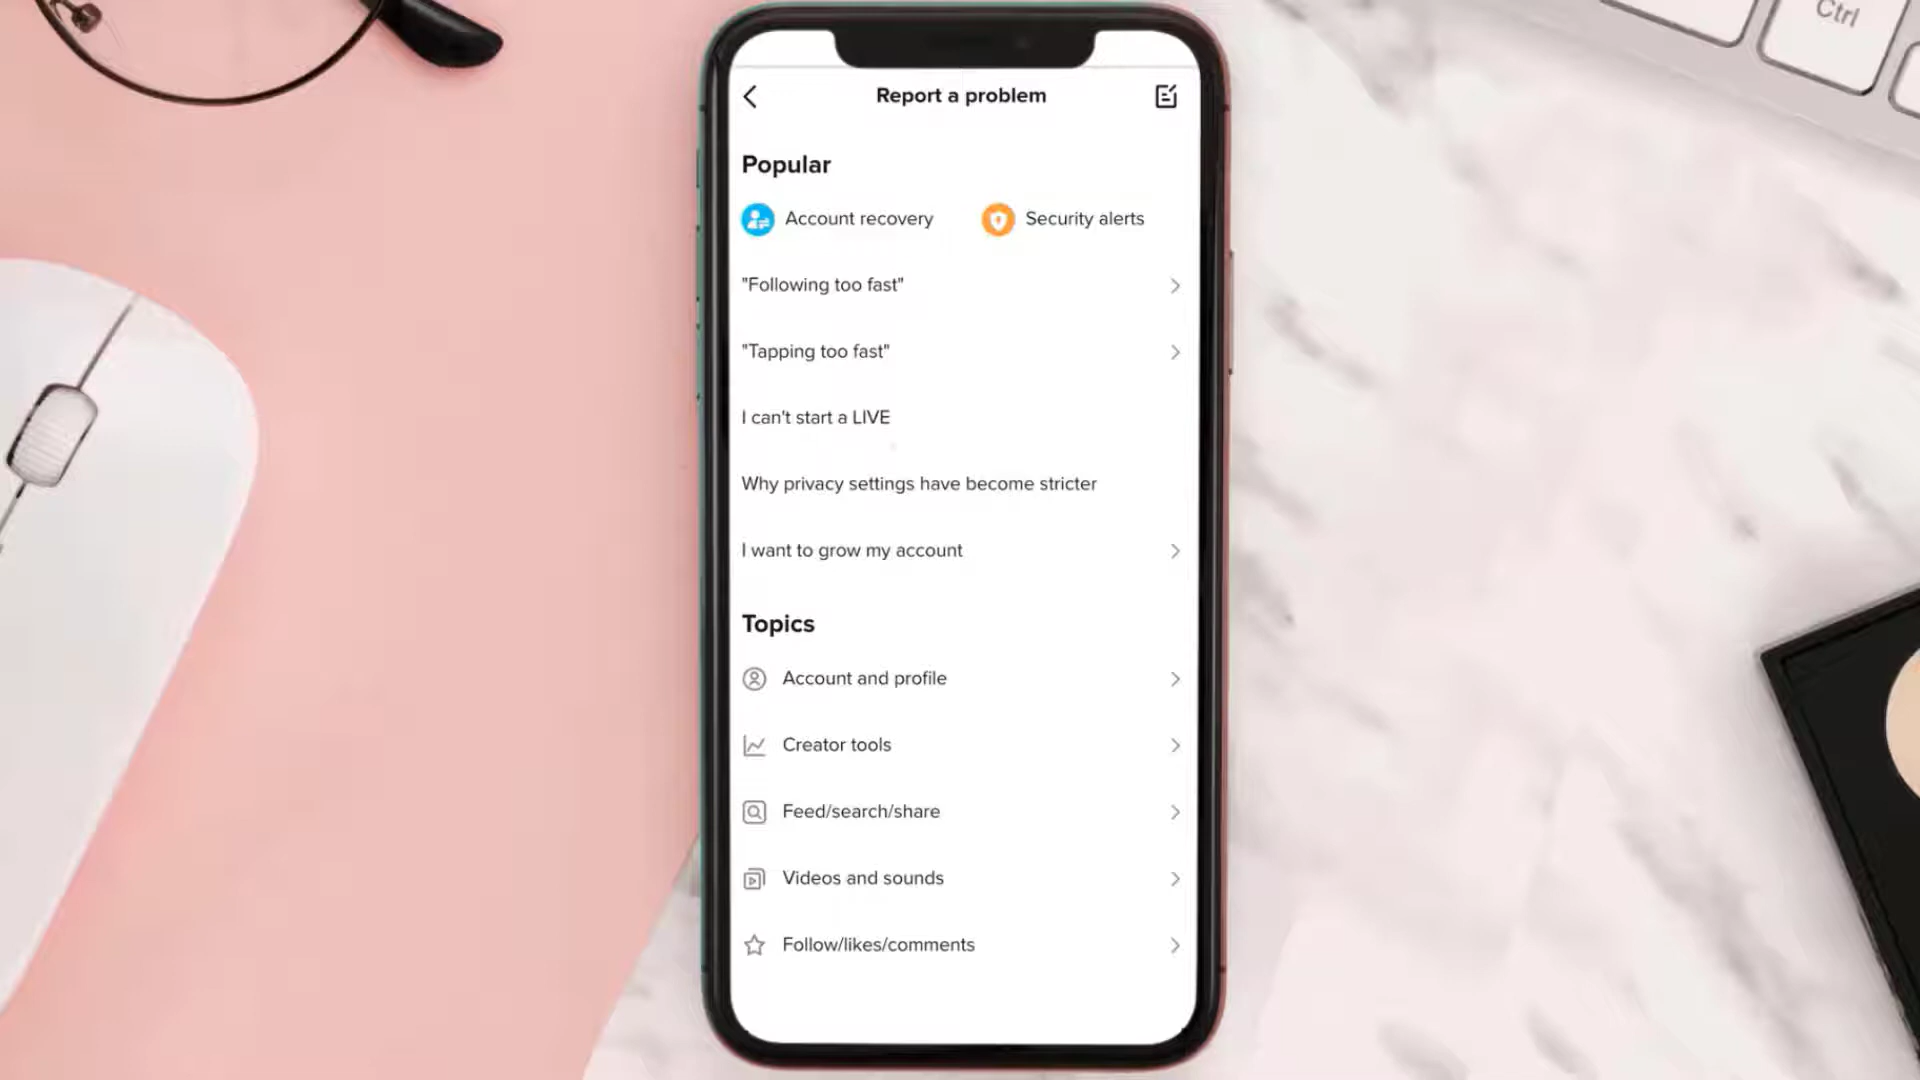 Ctrl
Report a problem
Popular
Account recovery
Security alerts
"Following too fast"
"Tapping too fast"
I can't start a LIVE
Why privacy settings have become stricter
I want to grow my account
Topics
Account and profile
Creator tools
Feed/search/share
Videos and sounds
Follow/likes/comments